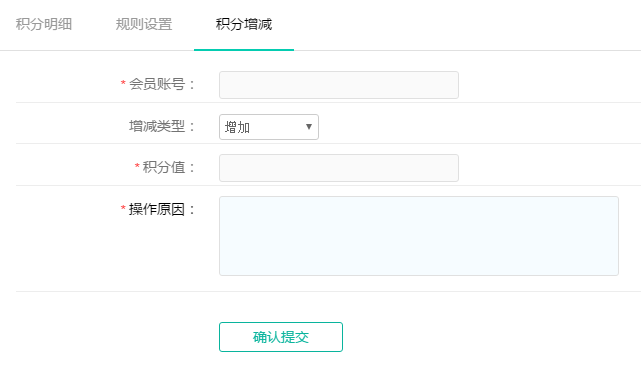 积分明细 规则设置 积分增减
* 会员账号：
增减类型： 增加
* 积分值：
* 操作原因：
确认提交